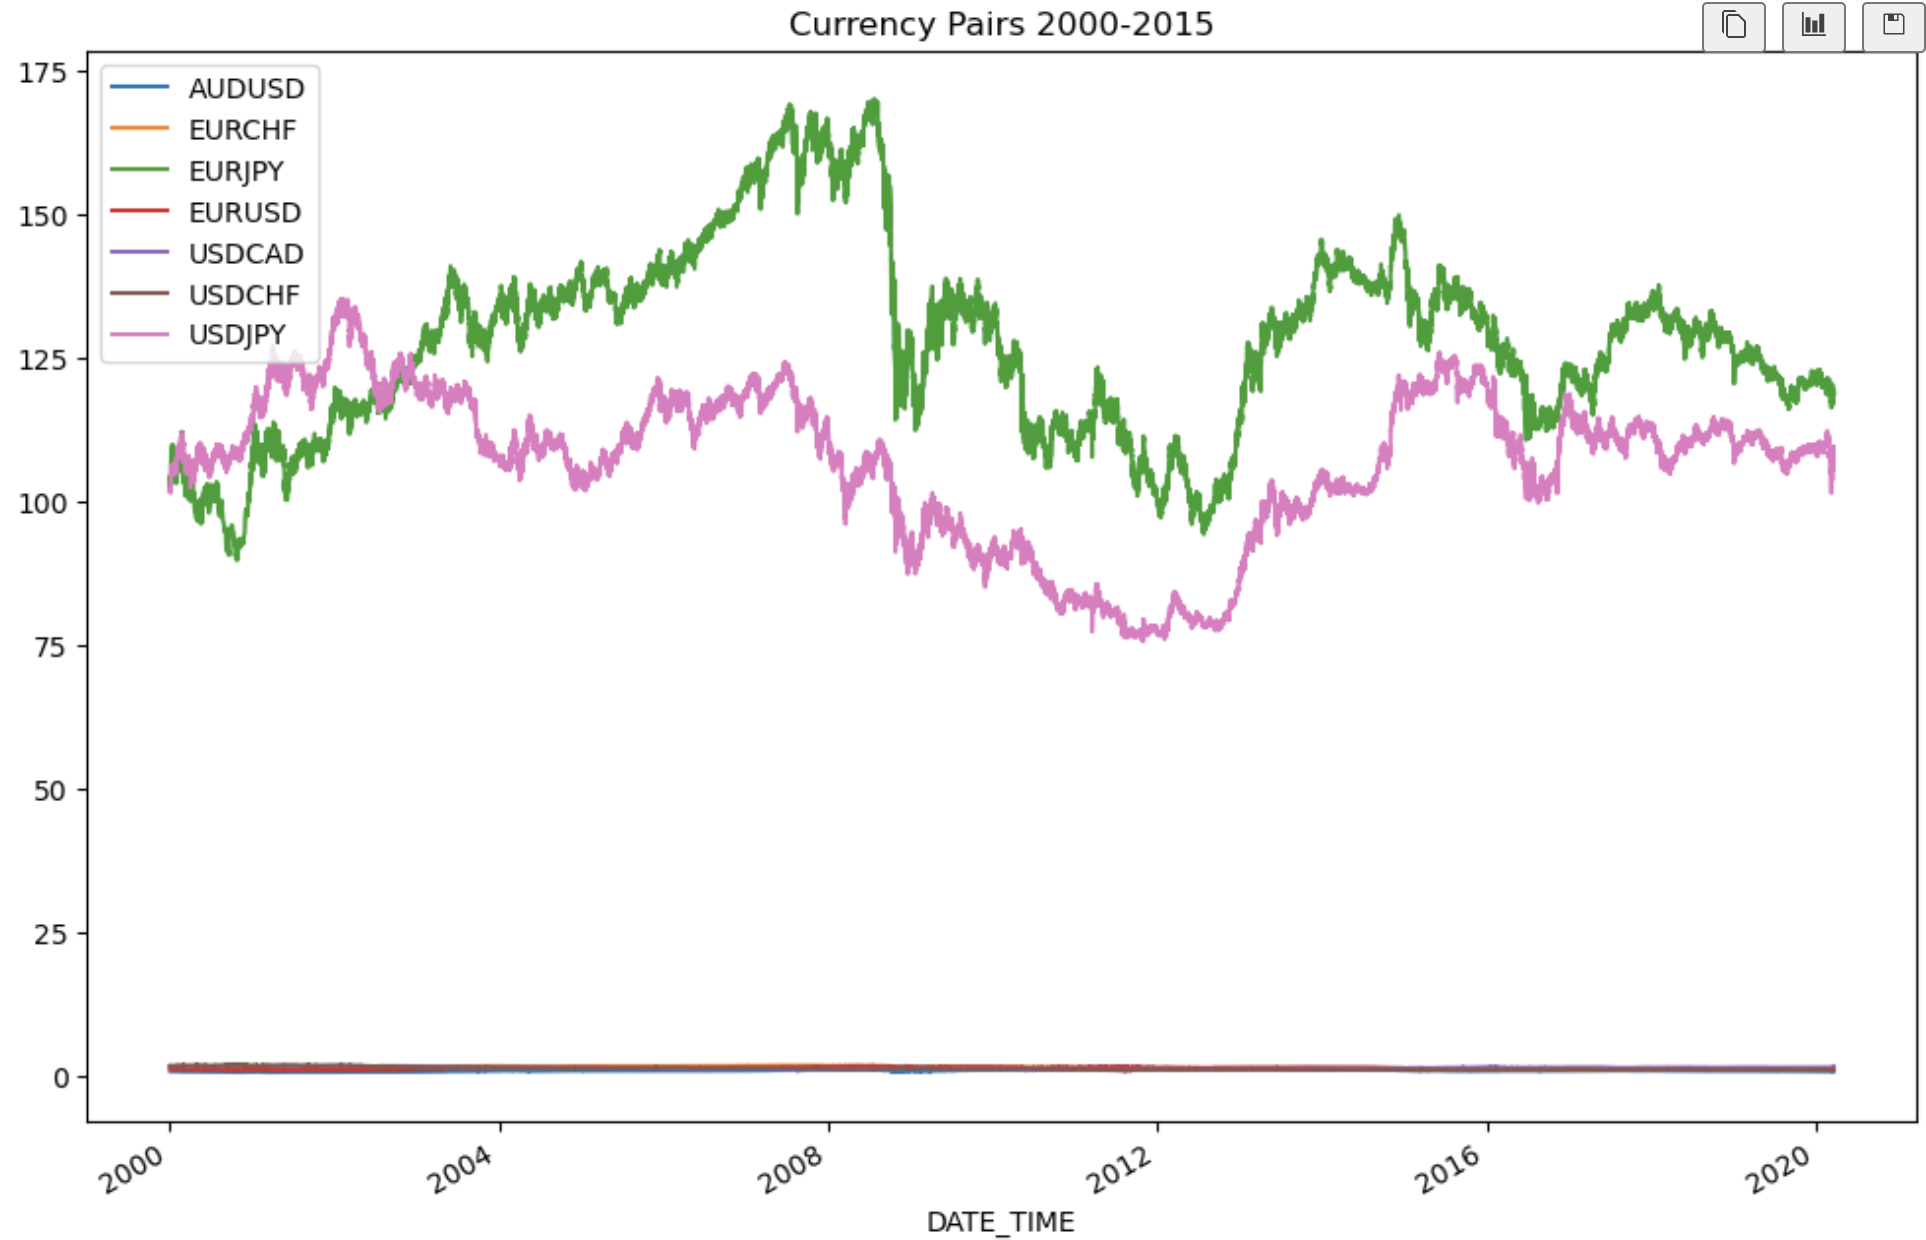 Currency Pairs 2000-2015
175
150
125
100
75
50
25
0
AUDUSD
EURCHF
EURJPY
EURUSD
USDCAD
USDCHF
USDJPY
2000
2004
2008
2012
2016
2020
DATE_TIME